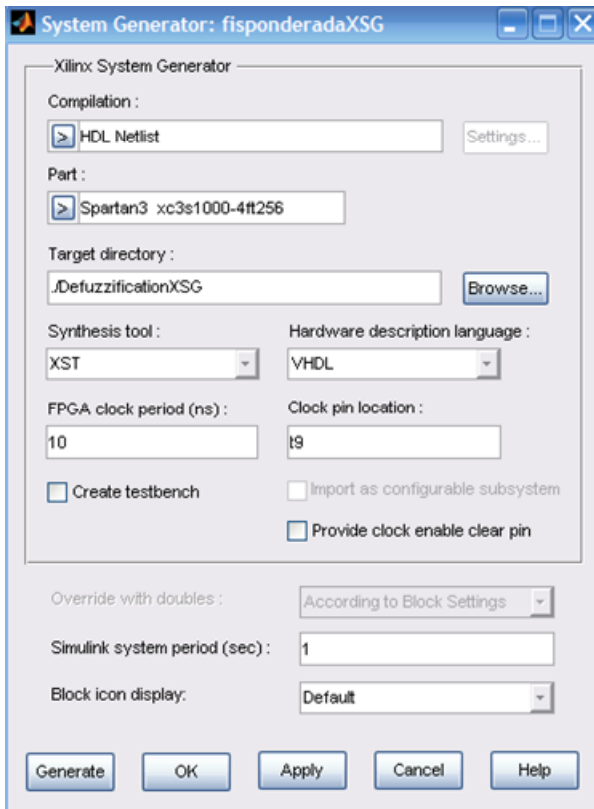 System Generator: fisponderadaXSG
Xilinx System Generator
Compilation :
> HDL Netlist Settings...
Part :
> Spartan3 xc3s1000-4ft256
Target directory :
./DefuzzificationXSG Browse...
Synthesis tool : Hardware description language :
XST VHDL
FPGA clock period (ns) : Clock pin location :
10 t9
Create testbench Import as configurable subsystem
Provide clock enable clear pin
Override with doubles : According to Block Settings
Simulink system period (sec) : 1
Block icon display: Default
Generate OK Apply Cancel Help